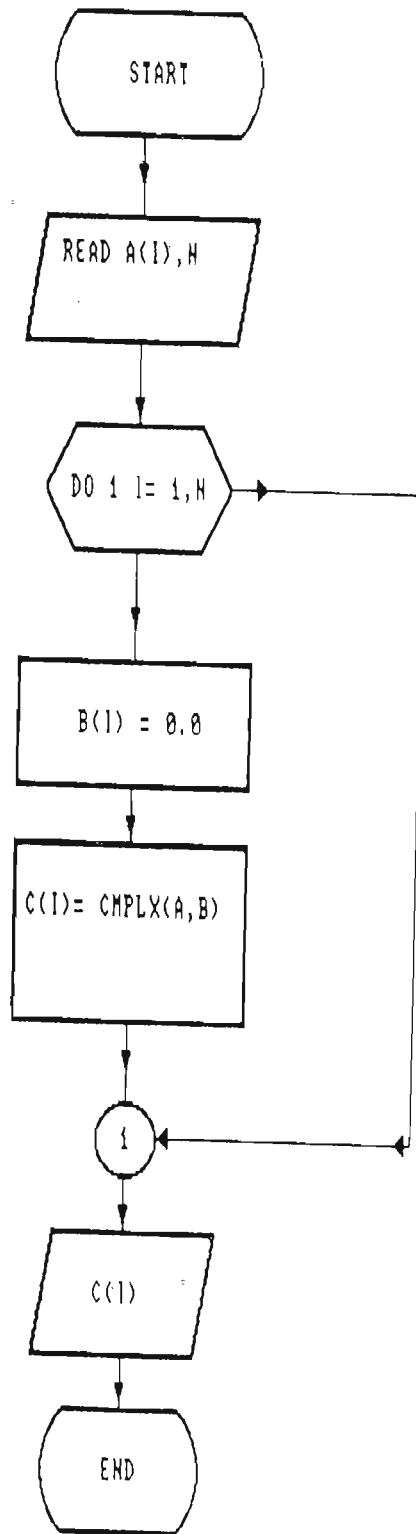 START
READ A(I),N
DO 1 I= 1,N
B(I) = 0.0
C(I)= CMPLX(A,B)
1
C(I)
END